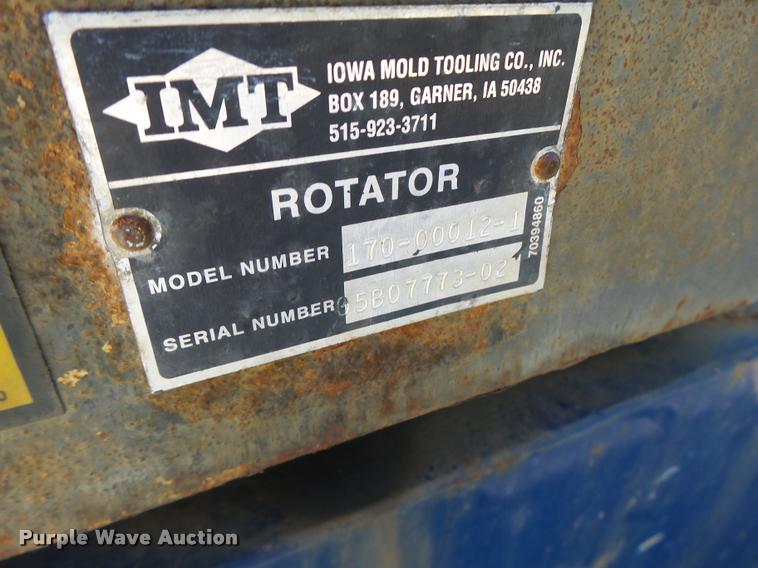 IMT
IOWA MOLD TOOLING CO., INC.
BOX 189, GARNER, IA 50438
515-923-3711
ROTATOR
MODEL NUMBER 170-00012-1
SERIAL NUMBER 5B07773-02
70394860
Purple Wave Auction